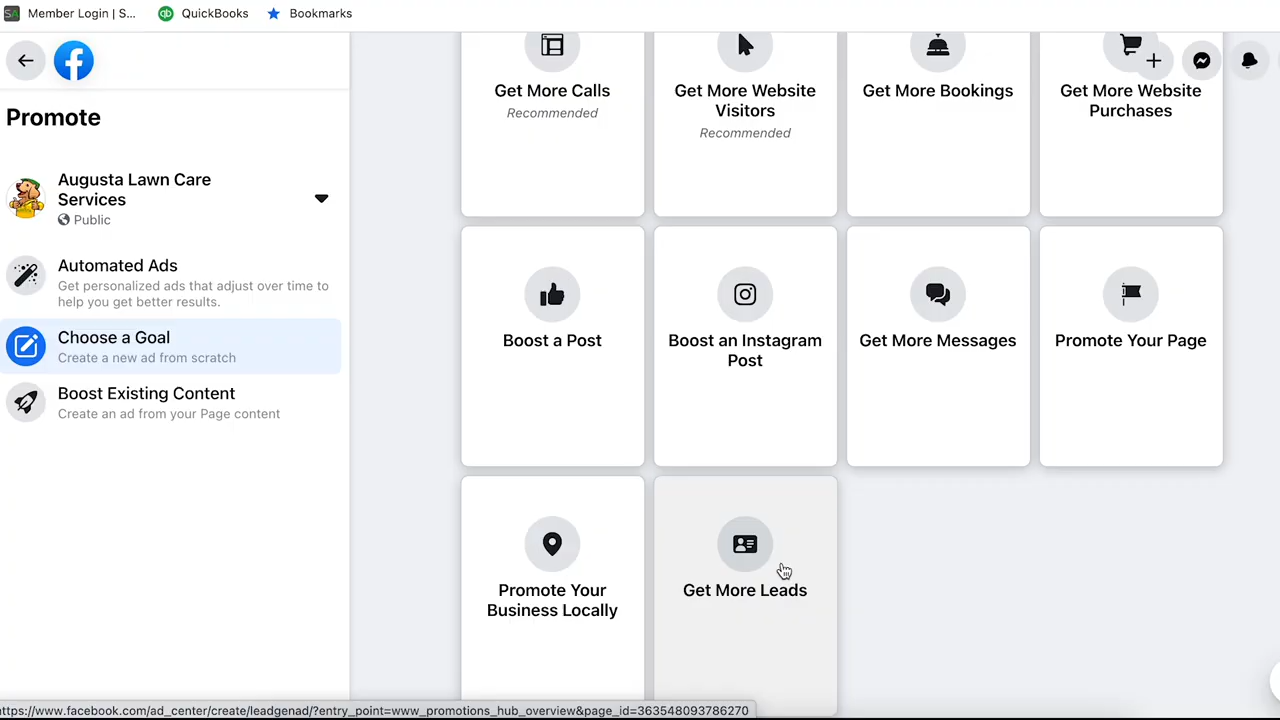 Member Login | S...
QuickBooks
Bookmarks
Promote
Augusta Lawn Care
Services
Public
Automated Ads
Get personalized ads that adjust over time to
help you get better results.
Choose a Goal
Create a new ad from scratch
Boost Existing Content
Create an ad from your Page content
Get More Calls
Recommended
Get More Website
Visitors
Recommended
Get More Bookings
Get More Website
Purchases
Boost a Post
Boost an Instagram
Post
Get More Messages
Promote Your Page
Promote Your
Business Locally
Get More Leads
ttps://www.facebook.com/ad_center/create/leadgenad/?entry_point=www_promotions_hub_overview&page_id=363548093786270